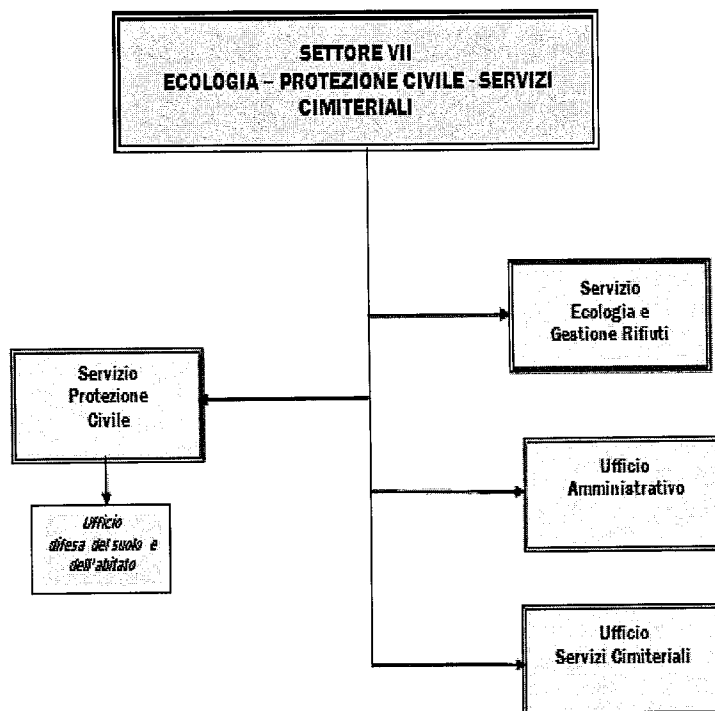 SETTORE VII
ECOLOGIA – PROTEZIONE CIVILE - SERVIZI
CIMITERIALI
Servizio
Ecologia e
Gestione Rifiuti
Servizio
Protezione
Civile
Ufficio
Amministrativo
Ufficio
difesa del suolo e
dell'abitato
Ufficio
Servizi Cimiteriali